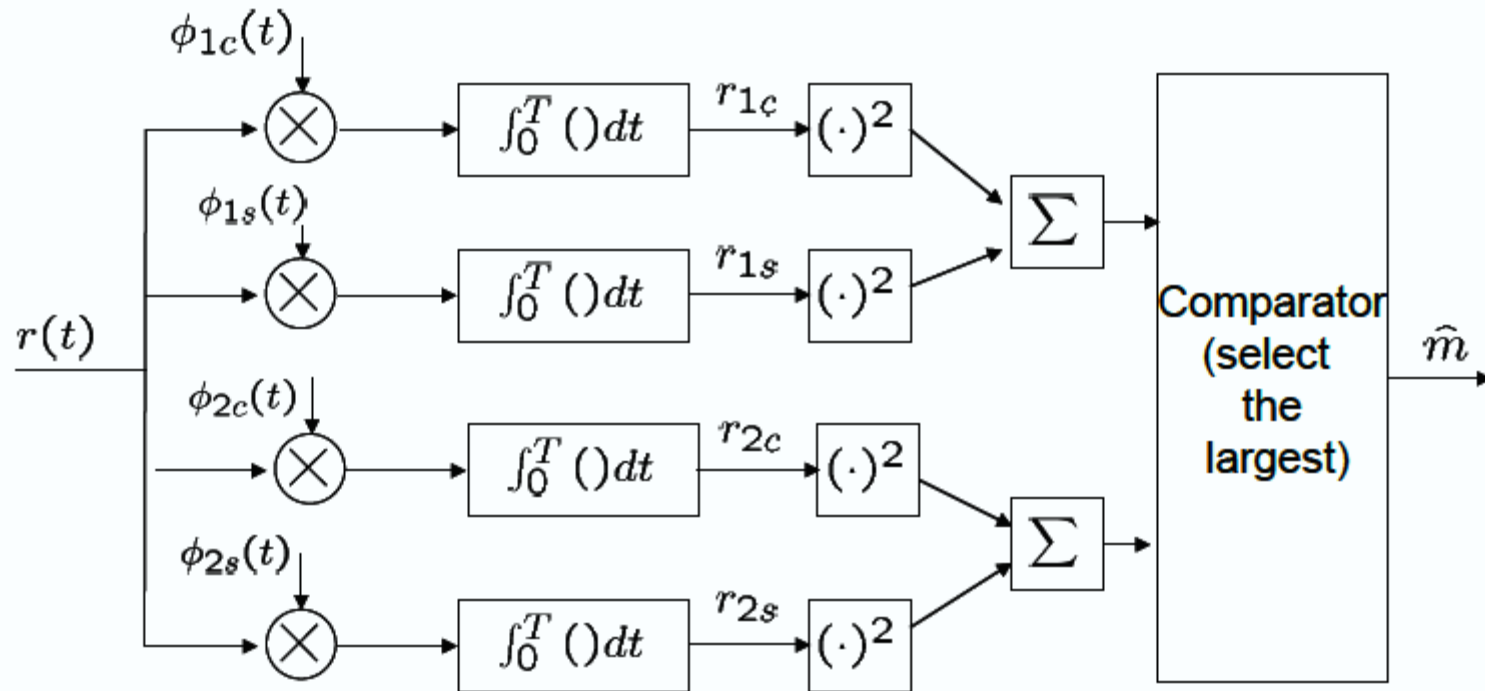 ϕ1c(t)
∫₀ᵀ ()dt
r1c
(·)²
ϕ1s(t)
∑
∫₀ᵀ ()dt
r1s
(·)²
r(t)
Comparator
(select
the
largest)
m̂
ϕ2c(t)
∫₀ᵀ ()dt
r2c
(·)²
ϕ2s(t)
∑
∫₀ᵀ ()dt
r2s
(·)²